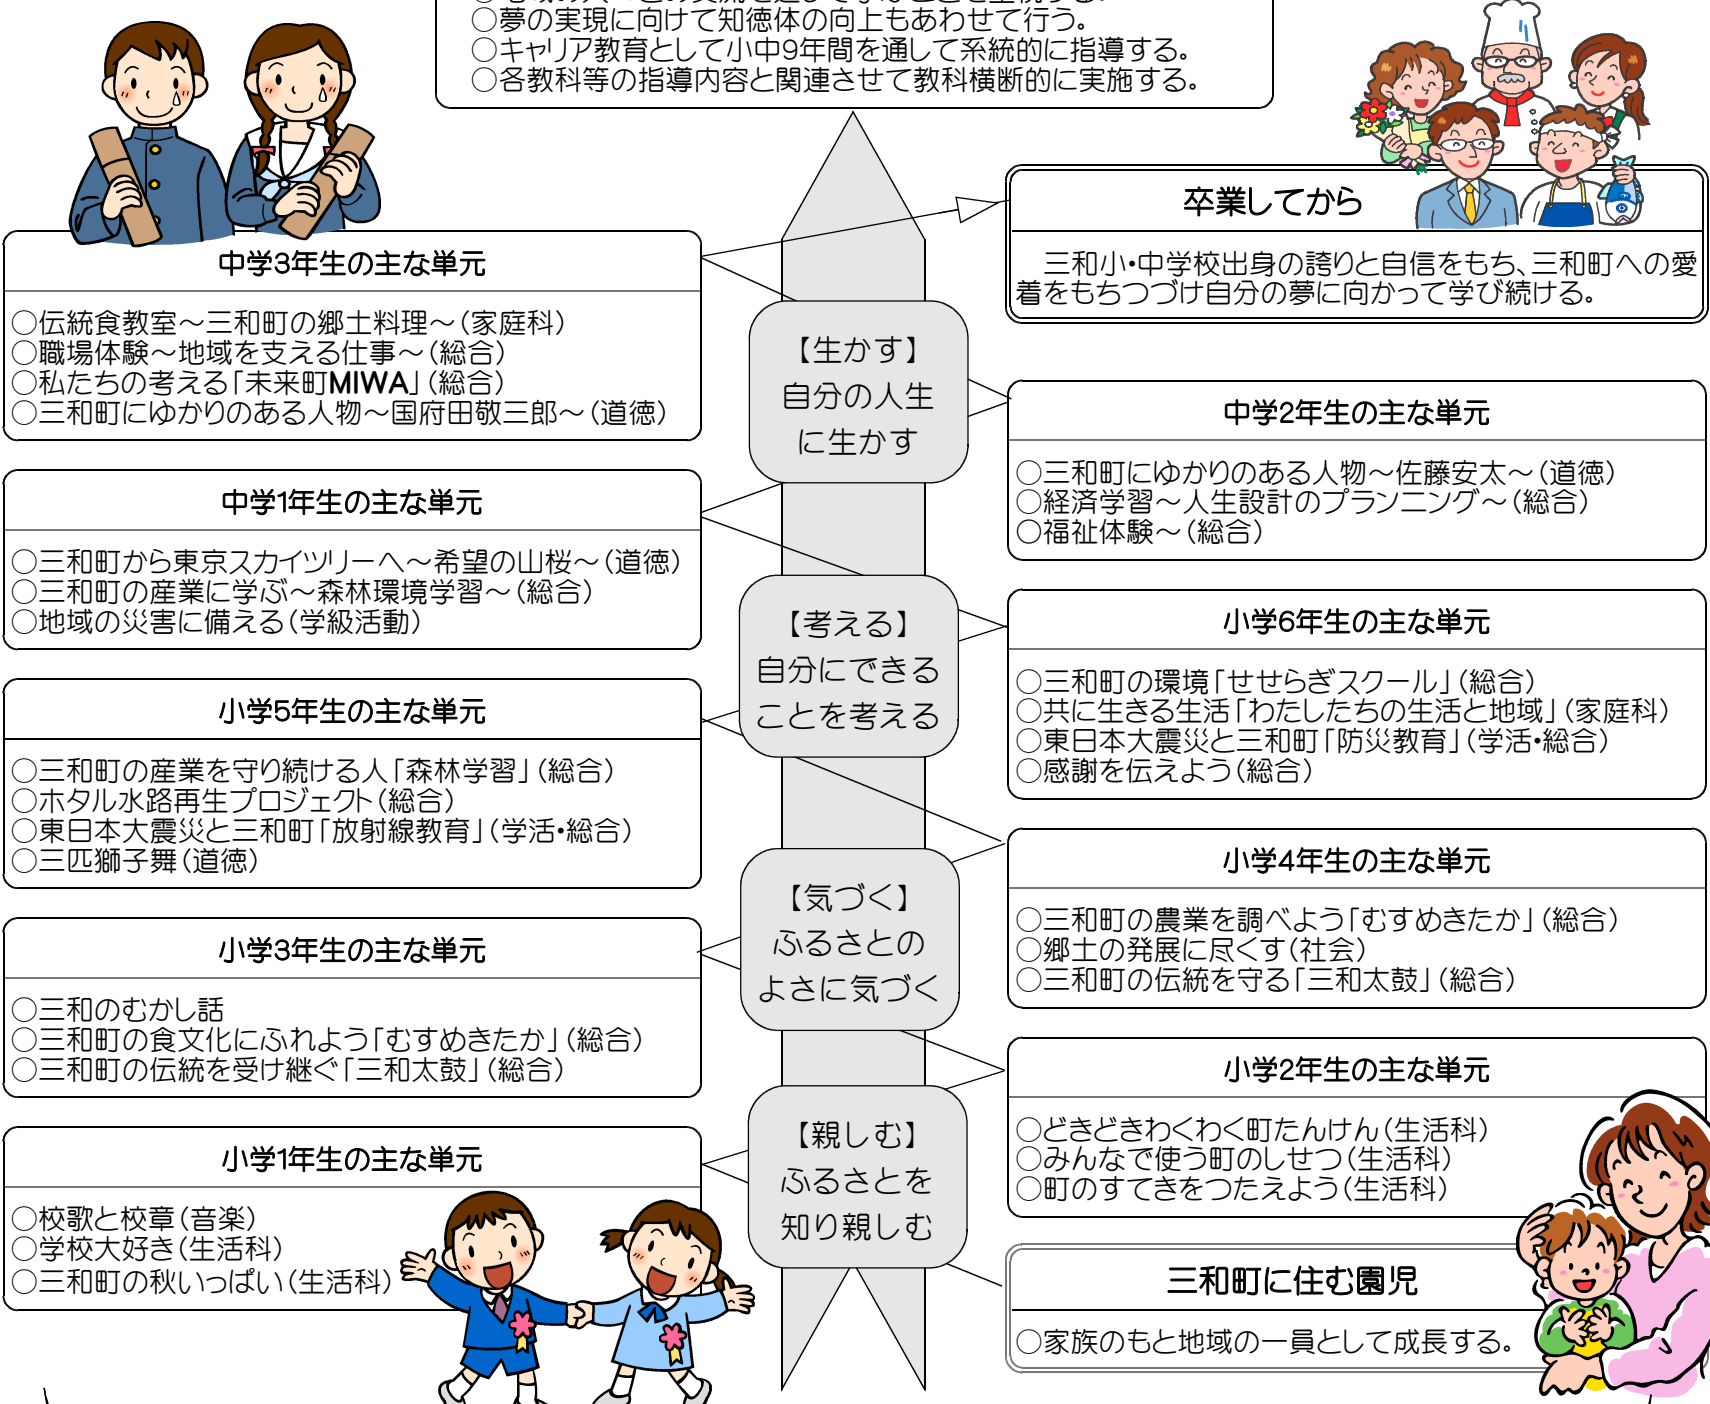 ○夢の実現に向けて知徳体の向上もあわせて行う。
○キャリア教育として小中9年間を通して系統的に指導する。
○各教科等の指導内容と関連させて教科横断的に実施する。
卒業してから
三和小・中学校出身の誇りと自信をもち、三和町への愛
着をもちつづけ自分の夢に向かって学び続ける。
中学3年生の主な単元
○伝統食教室～三和町の郷土料理～(家庭科)
○職場体験～地域を支える仕事～(総合)
○私たちの考える「未来町MIWA」(総合)
○三和町にゆかりのある人物～国府田敬三郎～(道徳)
【生かす】
自分の人生
に生かす
中学2年生の主な単元
○三和町にゆかりのある人物～佐藤安太～(道徳)
○経済学習～人生設計のプランニング～(総合)
○福祉体験～(総合)
中学1年生の主な単元
○三和町から東京スカイツリーへ～希望の山桜～(道徳)
○三和町の産業に学ぶ～森林環境学習～(総合)
○地域の災害に備える(学級活動)
【考える】
自分にできる
ことを考える
小学6年生の主な単元
○三和町の環境「せせらぎスクール」(総合)
○共に生きる生活「わたしたちの生活と地域」(家庭科)
○東日本大震災と三和町「防災教育」(学活・総合)
○感謝を伝えよう(総合)
小学5年生の主な単元
○三和町の産業を守り続ける人「森林学習」(総合)
○ホタル水路再生プロジェクト(総合)
○東日本大震災と三和町「放射線教育」(学活・総合)
○三匹獅子舞(道徳)
【気づく】
ふるさとの
よさに気づく
小学4年生の主な単元
○三和町の農業を調べよう「むすめきたか」(総合)
○郷土の発展に尽くす(社会)
○三和町の伝統を守る「三和太鼓」(総合)
小学3年生の主な単元
○三和のむかし話
○三和町の食文化にふれよう「むすめきたか」(総合)
○三和町の伝統を受け継ぐ「三和太鼓」(総合)
【親しむ】
ふるさとを
知り親しむ
小学2年生の主な単元
○どきどきわくわく町たんけん(生活科)
○みんなで使う町のしせつ(生活科)
○町のすてきをつたえよう(生活科)
小学1年生の主な単元
○校歌と校章(音楽)
○学校大好き(生活科)
○三和町の秋いっぱい(生活科)
三和町に住む園児
○家族のもと地域の一員として成長する。